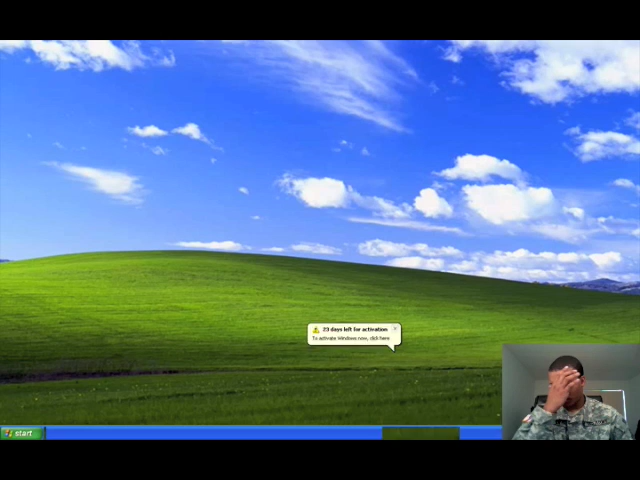 23 days left for activation
To activate Windows now, click here
start